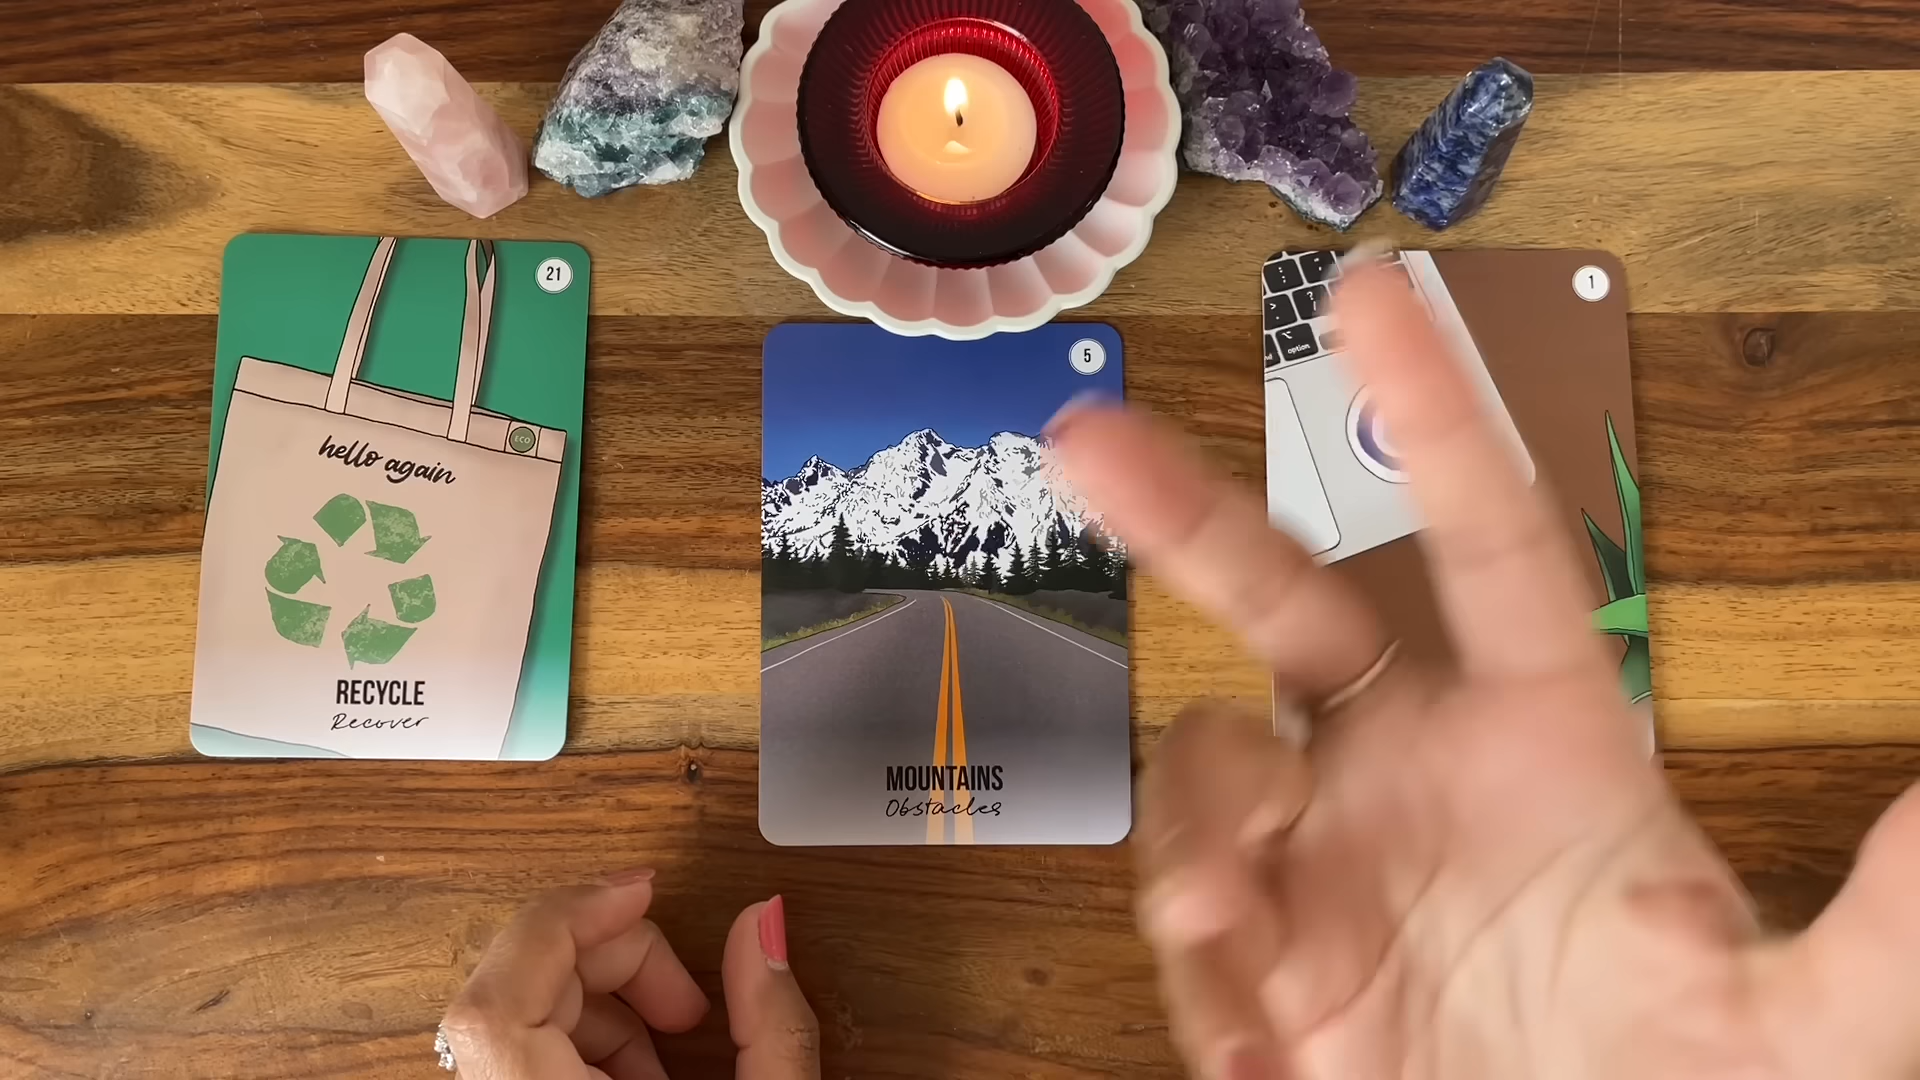 21
hello again
ECO
RECYCLE
Recover
5
MOUNTAINS
Obstacles
1
?
/
>
.
option